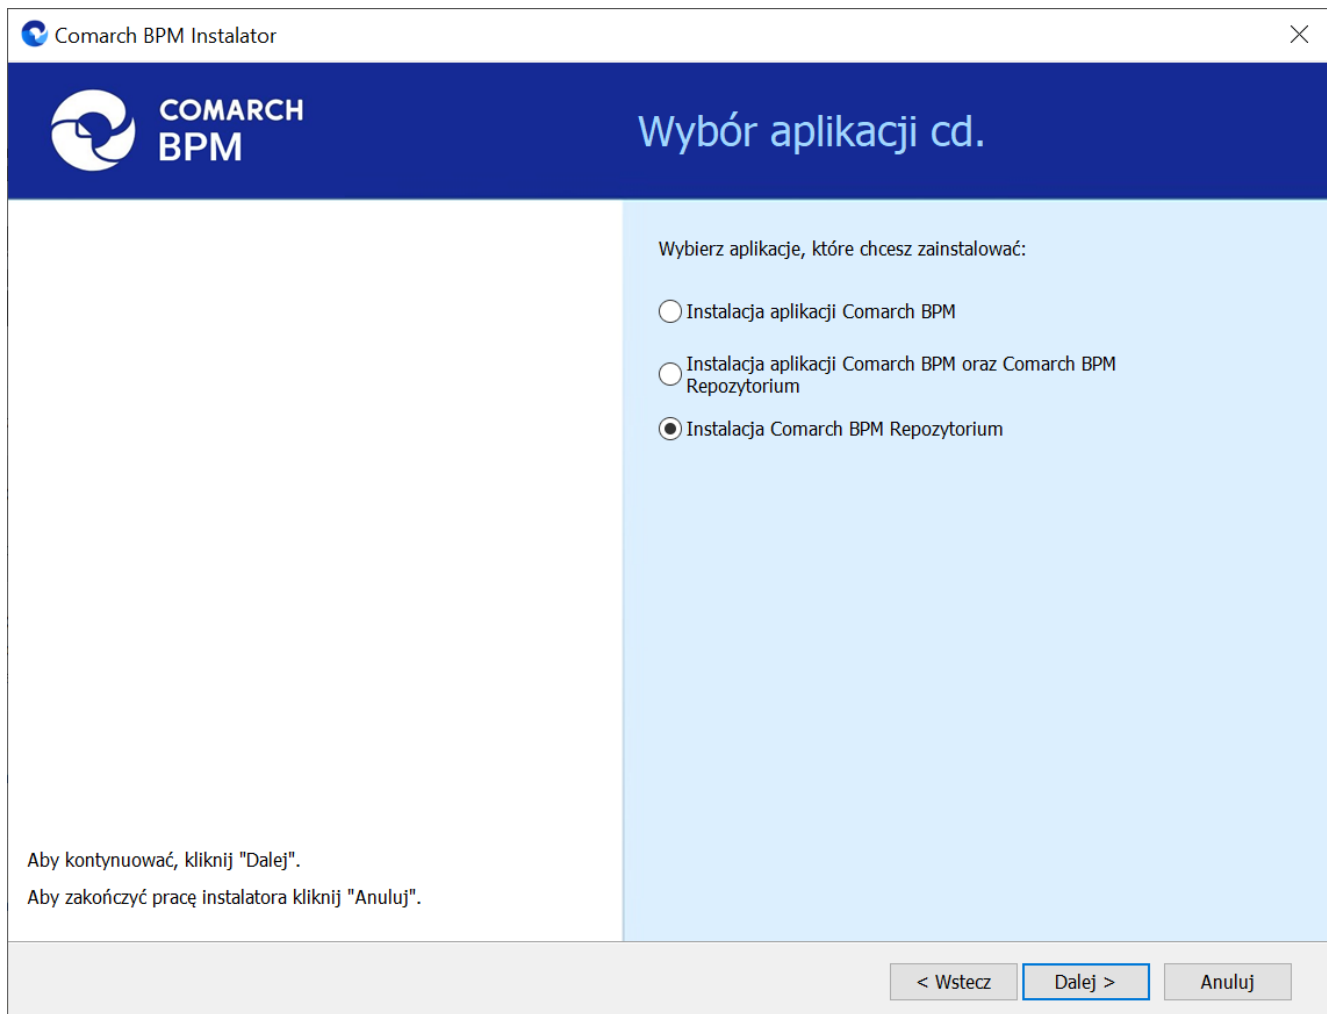 Comarch BPM Instalator
COMARCH
BPM
Wybór aplikacji cd.
Wybierz aplikacje, które chcesz zainstalować:
Instalacja aplikacji Comarch BPM
Instalacja aplikacji Comarch BPM oraz Comarch BPM
Repozytorium
Instalacja Comarch BPM Repozytorium
Aby kontynuować, kliknij "Dalej".
Aby zakończyć pracę instalatora kliknij "Anuluj".
< Wstecz
Dalej >
Anuluj